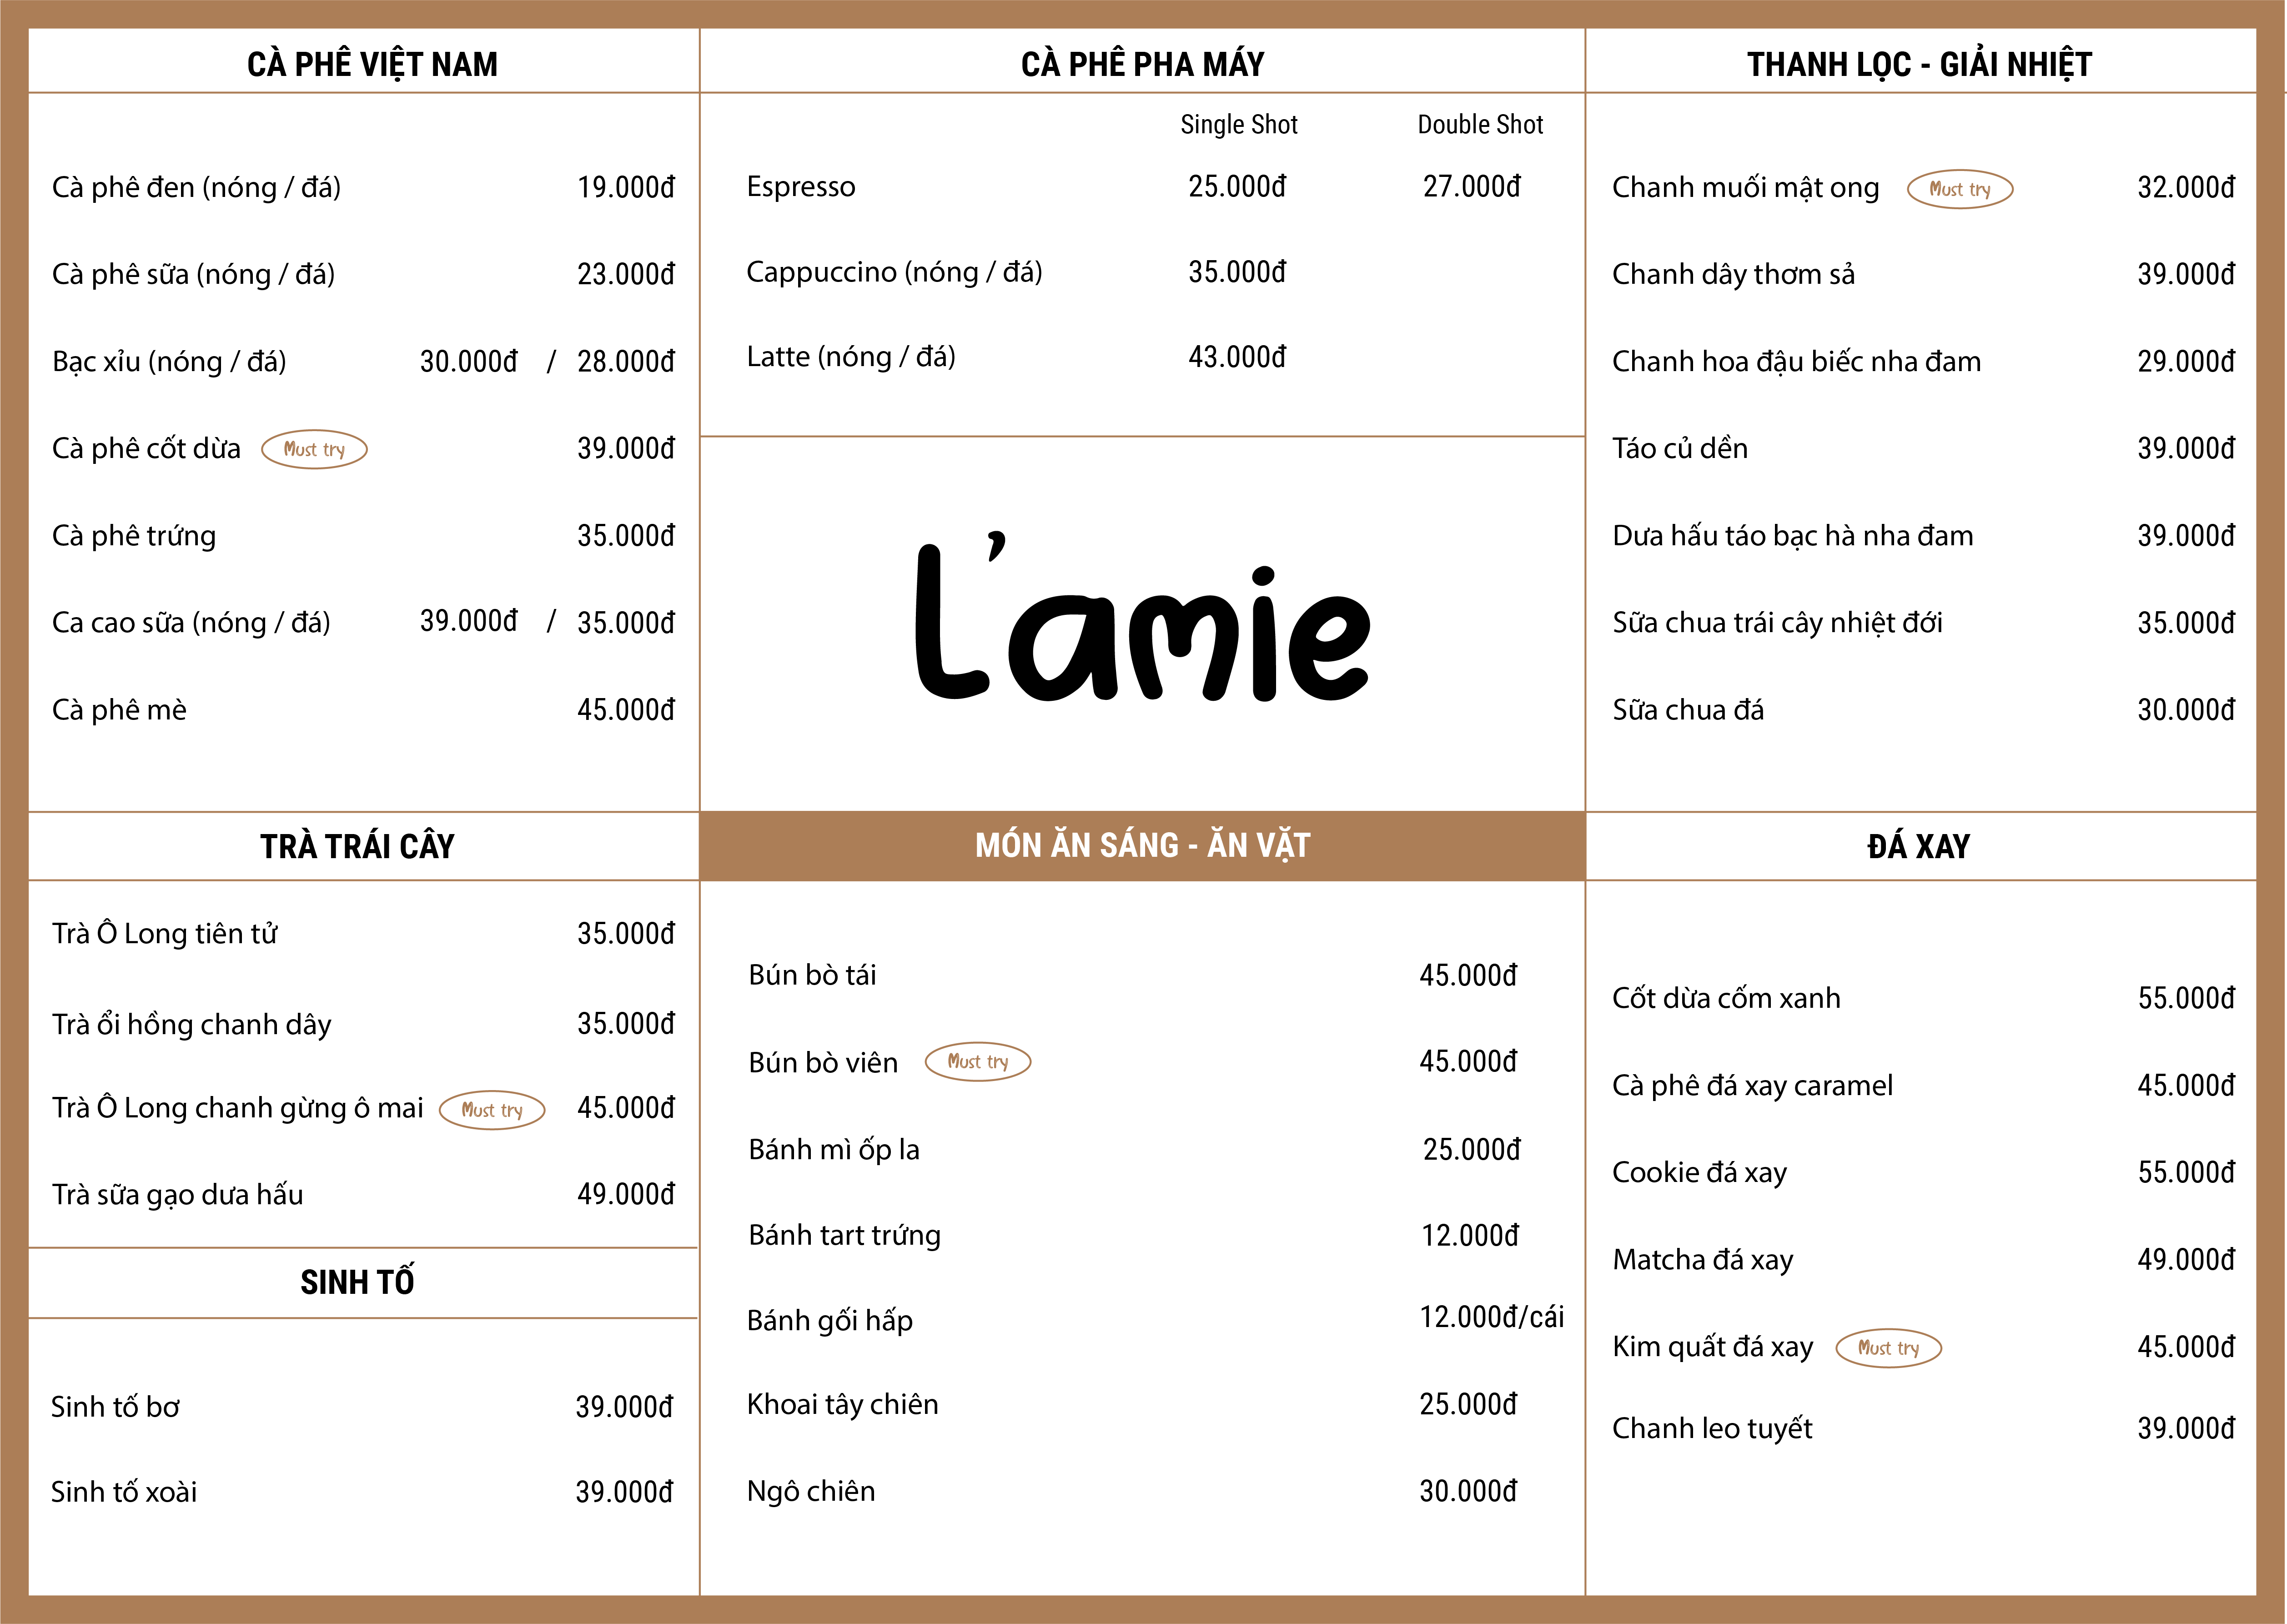 CÀ PHÊ VIỆT NAM
Cà phê đen (nóng / đá) 19.000đ
Cà phê sữa (nóng / đá) 23.000đ
Bạc xỉu (nóng / đá) 30.000đ / 28.000đ
Cà phê cốt dừa Must try 39.000đ
Cà phê trứng 35.000đ
Ca cao sữa (nóng / đá) 39.000đ / 35.000đ
Cà phê mè 45.000đ
CÀ PHÊ PHA MÁY
Single Shot Double Shot
Espresso 25.000đ 27.000đ
Cappuccino (nóng / đá) 35.000đ
Latte (nóng / đá) 43.000đ
L'amie
THANH LỌC - GIẢI NHIỆT
Chanh muối mật ong Must try 32.000đ
Chanh dây thơm sả 39.000đ
Chanh hoa đậu biếc nha đam 29.000đ
Táo củ dền 39.000đ
Dưa hấu táo bạc hà nha đam 39.000đ
Sữa chua trái cây nhiệt đới 35.000đ
Sữa chua đá 30.000đ
TRÀ TRÁI CÂY
Trà Ô Long tiên tử 35.000đ
Trà ổi hồng chanh dây 35.000đ
Trà Ô Long chanh gừng ô mai Must try 45.000đ
Trà sữa gạo dưa hấu 49.000đ
SINH TỐ
Sinh tố bơ 39.000đ
Sinh tố xoài 39.000đ
MÓN ĂN SÁNG - ĂN VẶT
Bún bò tái 45.000đ
Bún bò viên Must try 45.000đ
Bánh mì ốp la 25.000đ
Bánh tart trứng 12.000đ
Bánh gối hấp 12.000đ/cái
Khoai tây chiên 25.000đ
Ngô chiên 30.000đ
ĐÁ XAY
Cốt dừa cốm xanh 55.000đ
Cà phê đá xay caramel 45.000đ
Cookie đá xay 55.000đ
Matcha đá xay 49.000đ
Kim quất đá xay Must try 45.000đ
Chanh leo tuyết 39.000đ